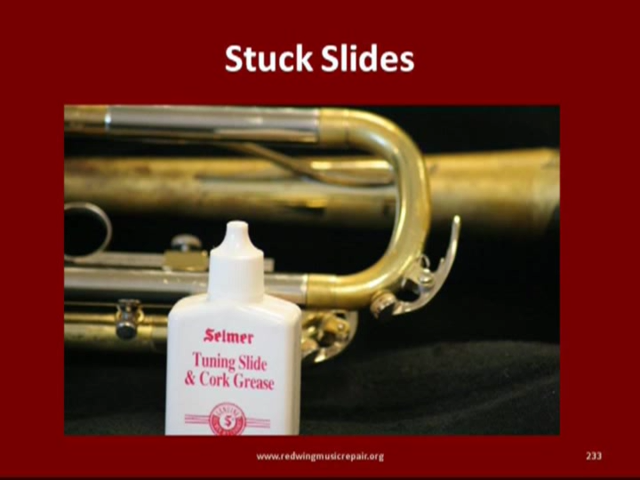 Stuck Slides
Selmer
Tuning Slide
& Cork Grease
S
www.redwingmusicrepair.org
233